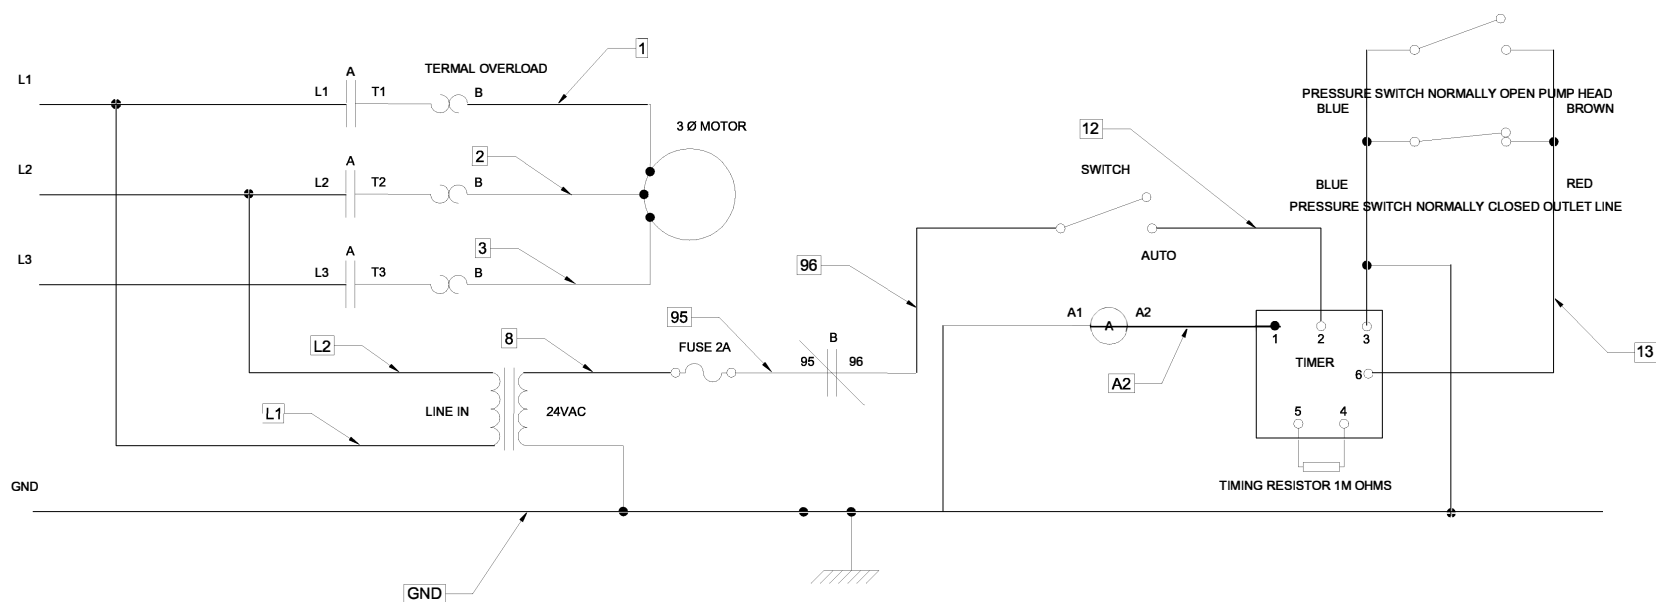 1
L1
A
TERMAL OVERLOAD
L1
T1
B
PRESSURE SWITCH NORMALLY OPEN PUMP HEAD
BLUE
BROWN
3 Ø MOTOR
12
2
L2
A
SWITCH
L2
T2
B
BLUE
RED
PRESSURE SWITCH NORMALLY CLOSED OUTLET LINE
3
L3
A
AUTO
96
L3
T3
B
95
A1
A
A2
1
2
3
L2
8
FUSE 2A
B
95
96
TIMER
13
6
A2
L1
LINE IN
24VAC
5
4
GND
TIMING RESISTOR 1M OHMS
GND